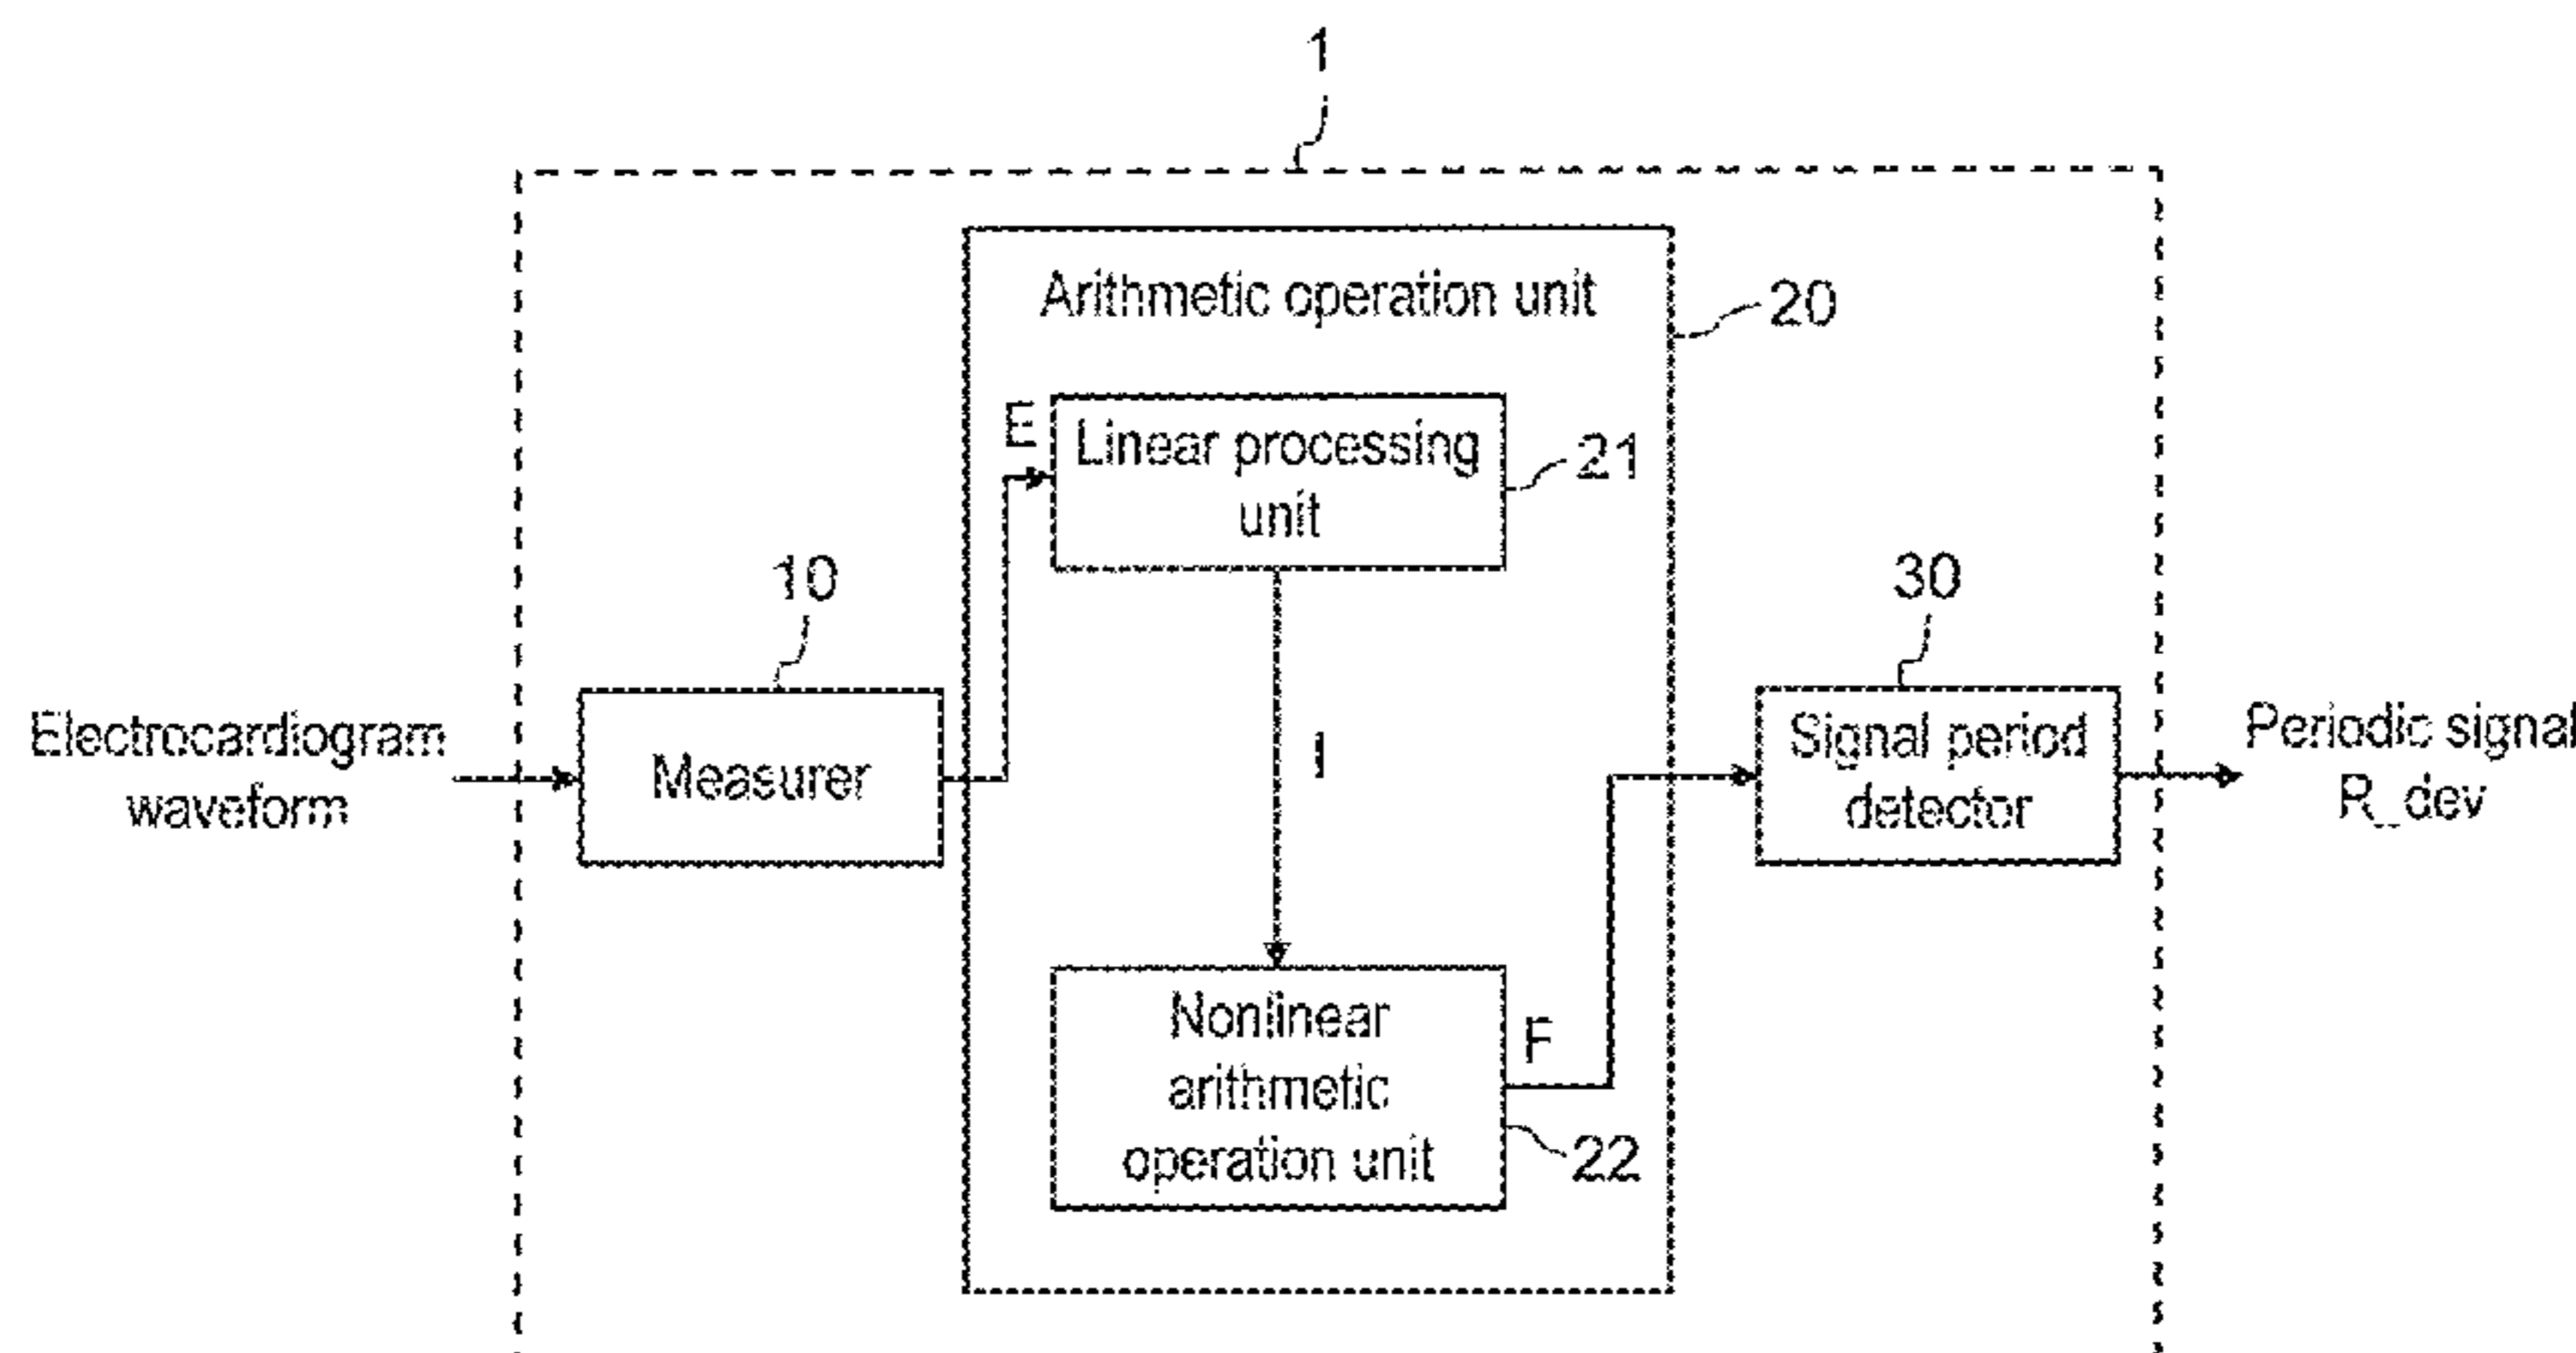 1
Arithmetic operation unit
20
E
Linear processing
unit
21
10
30
Electrocardiogram
waveform
Measurer
I
Signal period
detector
Periodic signal
R_dev
Nonlinear
arithmetic
operation unit
F
22